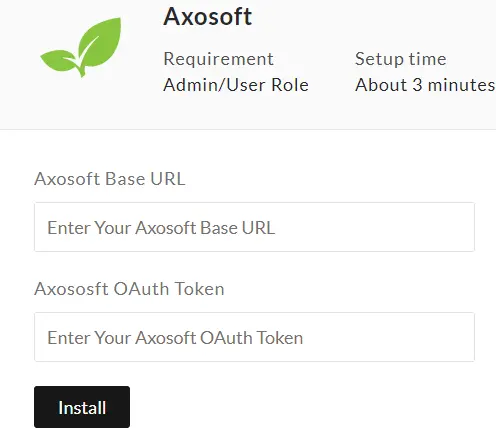 Axosoft
Requirement
Setup time
Admin/User Role
About 3 minutes
Axosoft Base URL
Enter Your Axosoft Base URL
Axososft OAuth Token
Enter Your Axosoft OAuth Token
Install